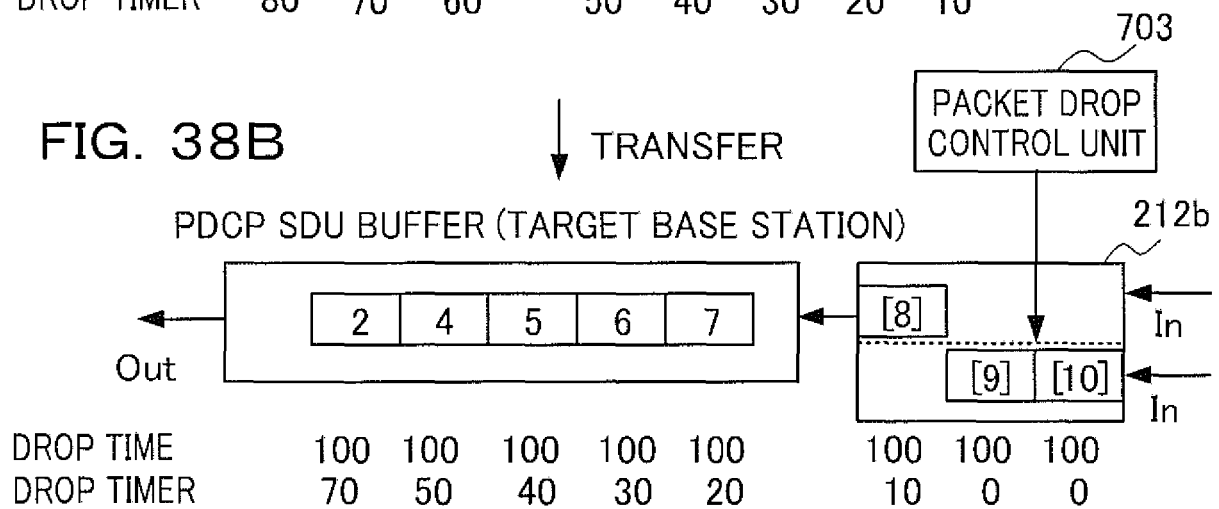 DROP TIMER 80 70 60 50 40 30 20 10
703
PACKET DROP
CONTROL UNIT
FIG. 38B
TRANSFER
PDCP SDU BUFFER (TARGET BASE STATION)
212b
2 4 5 6 7 [8]
In
Out
[9] [10]
In
DROP TIME 100 100 100 100 100 100 100 100
DROP TIMER 70 50 40 30 20 10 0 0